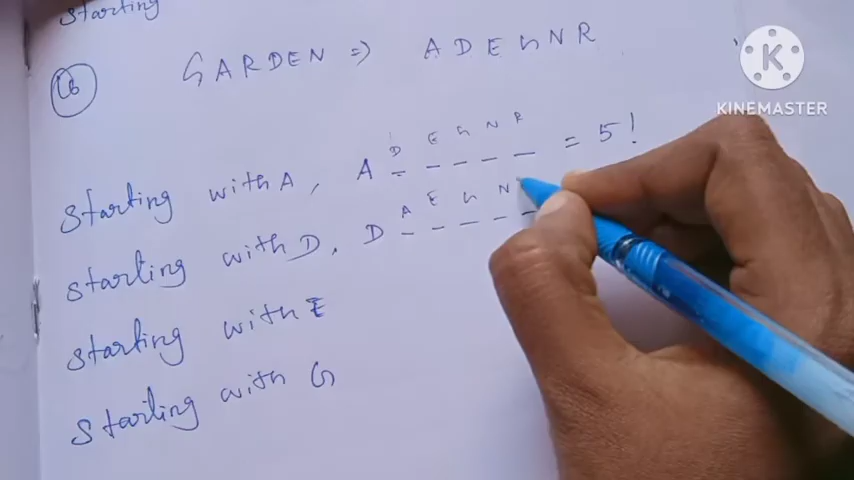 starting
16 GARDEN => ADEGNR
K
KINEMASTER
D E G N R
starting with A, A _ _ _ _ _ = 5!
A E G N
starting with D, D _ _ _ _ _
starting with E
starting with G